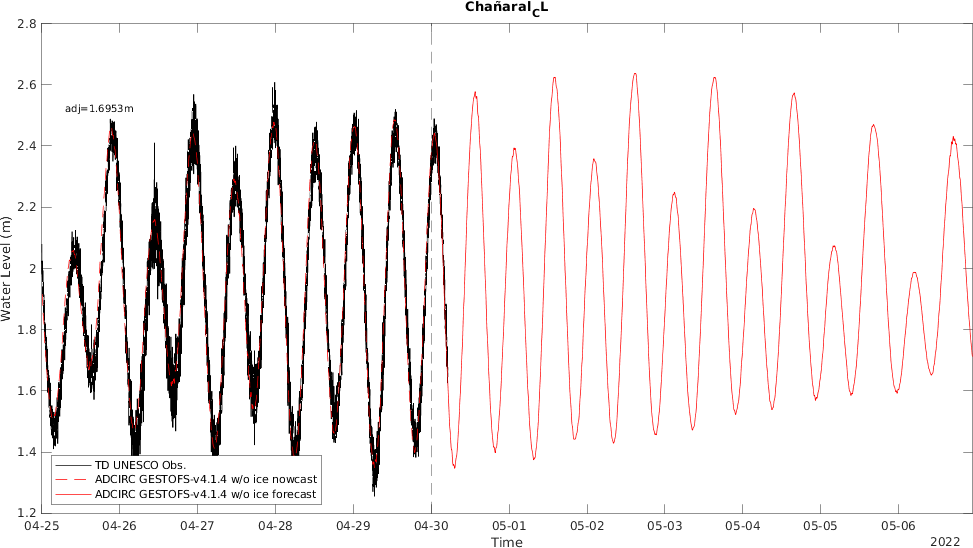 Chañaral_CL
2.8
2.6
2.4
2.2
2
1.8
1.6
1.4
1.2
Water Level (m)
adj=1.6953m
TD UNESCO Obs.
ADCIRC GESTOFS-v4.1.4 w/o ice nowcast
ADCIRC GESTOFS-v4.1.4 w/o ice forecast
04-25 04-26 04-27 04-28 04-29 04-30 05-01 05-02 05-03 05-04 05-05 05-06
Time
2022